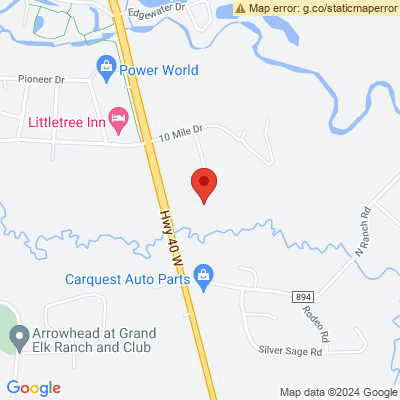 Edgewater Dr
Map error: g.co/staticmaperror
Pioneer Dr
Power World
Littletree Inn
10 Mile Dr
Hwy 40 W
N Ranch Rd
Carquest Auto Parts
894
Rodeo Rd
Arrowhead at Grand
Elk Ranch and Club
Silver Sage Rd
Google
Map data ©2024 Google